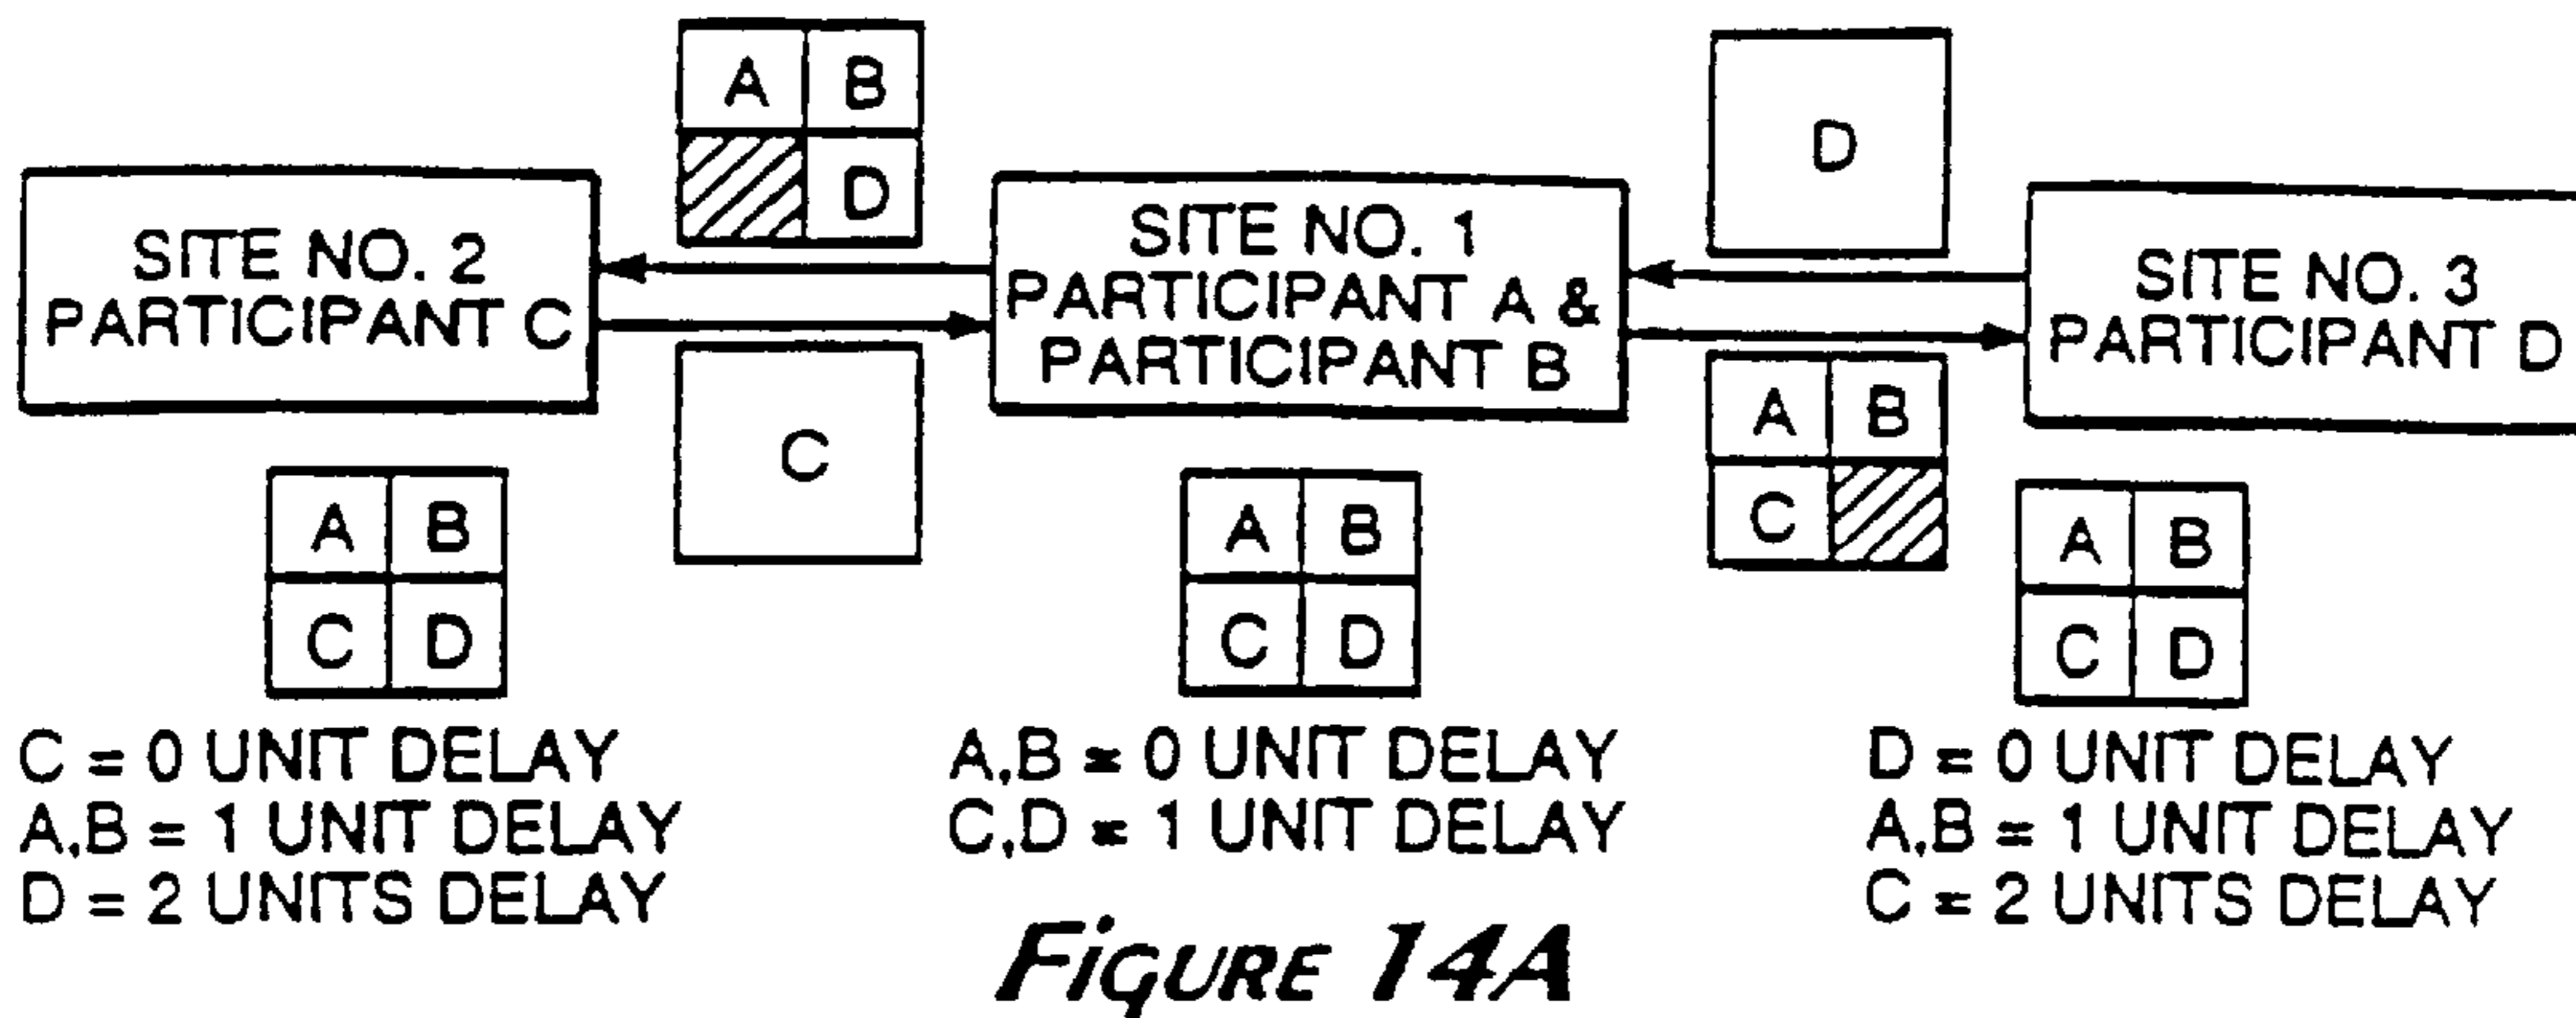 A B
D
D
SITE NO. 2
PARTICIPANT C
SITE NO. 1
PARTICIPANT A &
PARTICIPANT B
SITE NO. 3
PARTICIPANT D
C
A B
C
A B
C D
A B
C D
A B
C D
C = 0 UNIT DELAY
A,B = 1 UNIT DELAY
D = 2 UNITS DELAY
A,B = 0 UNIT DELAY
C,D = 1 UNIT DELAY
D = 0 UNIT DELAY
A,B = 1 UNIT DELAY
C = 2 UNITS DELAY
FIGURE 14A